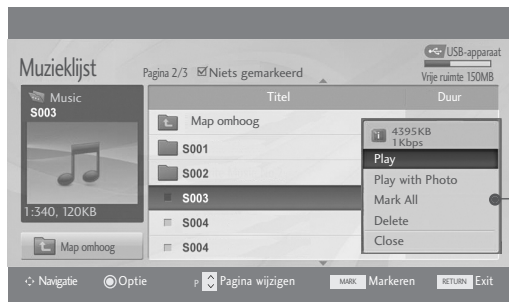 USB-apparaat
Muzieklijst
Pagina 2/3 Niets gemarkeerd
Vrije ruimte 150MB
Music
S003
1:340, 120KB
Map omhoog
Titel Duur
Map omhoog
S001
S002
S003
S004
S004
4395KB
1Kbps
Play
Play with Photo
Mark All
Delete
Close
Navigatie Optie P Pagina wijzigen MARK Markeren RETURN Exit